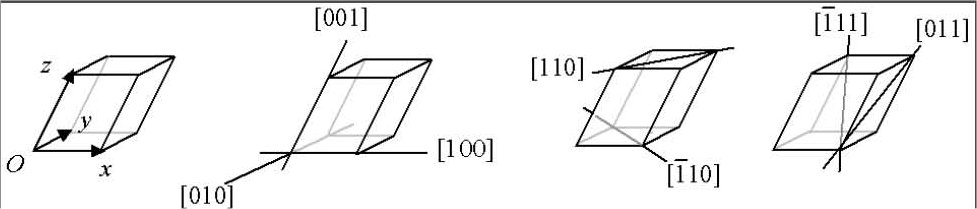 z
y
O
x
[001]
[100]
[010]
[110]
[1̅10]
[1̅11]
[011]